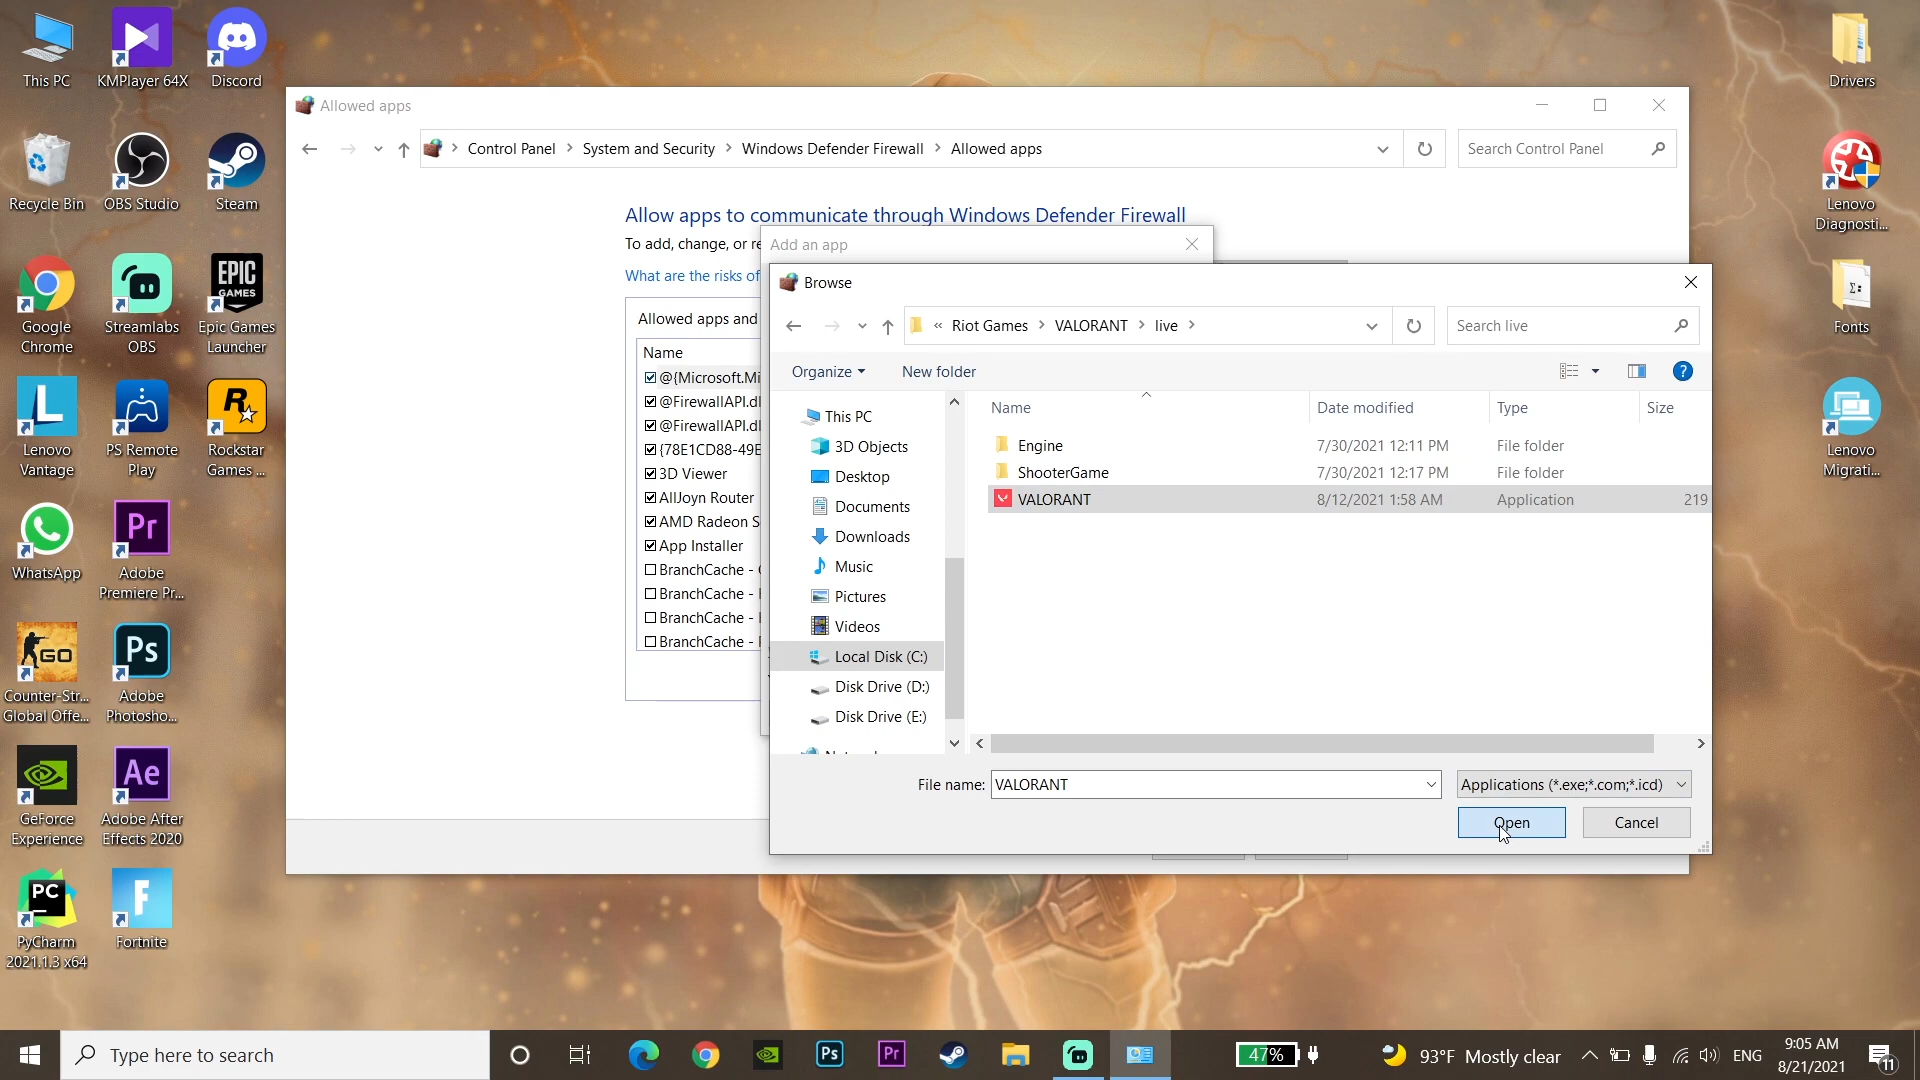 This PC
KMPlayer 64X
Discord
Recycle Bin
OBS Studio
Steam
Google
Chrome
Streamlabs
OBS
EPIC
GAMES
Epic Games
Launcher
L
Lenovo
Vantage
PS Remote
Play
R
Rockstar
Games ...
WhatsApp
Pr
Adobe
Premiere Pr...
GO
Counter-Str...
Global Offe...
Ps
Adobe
Photosho...
GeForce
Experience
Ae
Adobe After
Effects 2020
PC
PyCharm
2021.1.3 x64
F
Fortnite
Drivers
Lenovo
Diagnosti...
Fonts
Lenovo
Migrati...
Allowed apps
Control Panel > System and Security > Windows Defender Firewall > Allowed apps
Search Control Panel
Allow apps to communicate through Windows Defender Firewall
To add, change, or re
What are the risks of
Allowed apps and
Name
@{Microsoft.Mi
@FirewallAPI.dl
@FirewallAPI.dl
{78E1CD88-49E
3D Viewer
AllJoyn Router
AMD Radeon S
App Installer
BranchCache -
BranchCache -
BranchCache -
BranchCache -
Add an app
Browse
« Riot Games > VALORANT > live >
Search live
Organize
New folder
?
This PC
3D Objects
Desktop
Documents
Downloads
Music
Pictures
Videos
Local Disk (C:)
Disk Drive (D:)
Disk Drive (E:)
Name Date modified Type Size
Engine 7/30/2021 12:11 PM File folder
ShooterGame 7/30/2021 12:17 PM File folder
VALORANT 8/12/2021 1:58 AM Application 219
File name: VALORANT
Applications (*.exe;*.com;*.icd)
Open
Cancel
Type here to search
Ps
Pr
47%
93°F Mostly clear
ENG
9:05 AM
8/21/2021
11